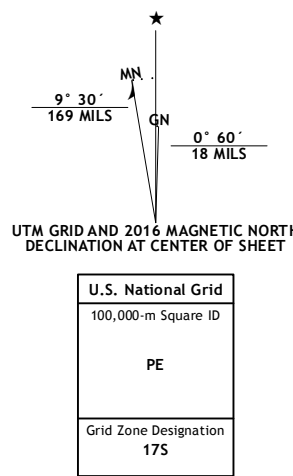 ★
MN
GN
9° 30´
169 MILS
0° 60´
18 MILS
UTM GRID AND 2016 MAGNETIC NORTH
DECLINATION AT CENTER OF SHEET
U.S. National Grid
100,000-m Square ID
PE
Grid Zone Designation
17S